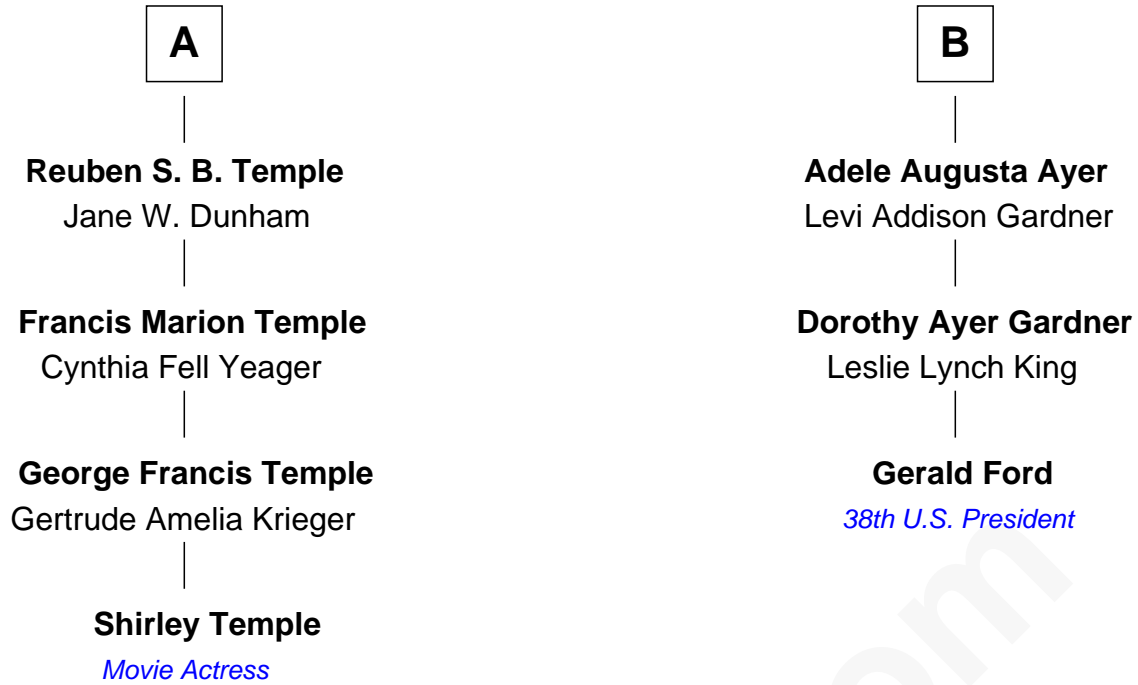 A
B
Reuben S. B. Temple
Jane W. Dunham
Adele Augusta Ayer
Levi Addison Gardner
Francis Marion Temple
Cynthia Fell Yeager
Dorothy Ayer Gardner
Leslie Lynch King
George Francis Temple
Gertrude Amelia Krieger
Gerald Ford
38th U.S. President
Shirley Temple
Movie Actress
om